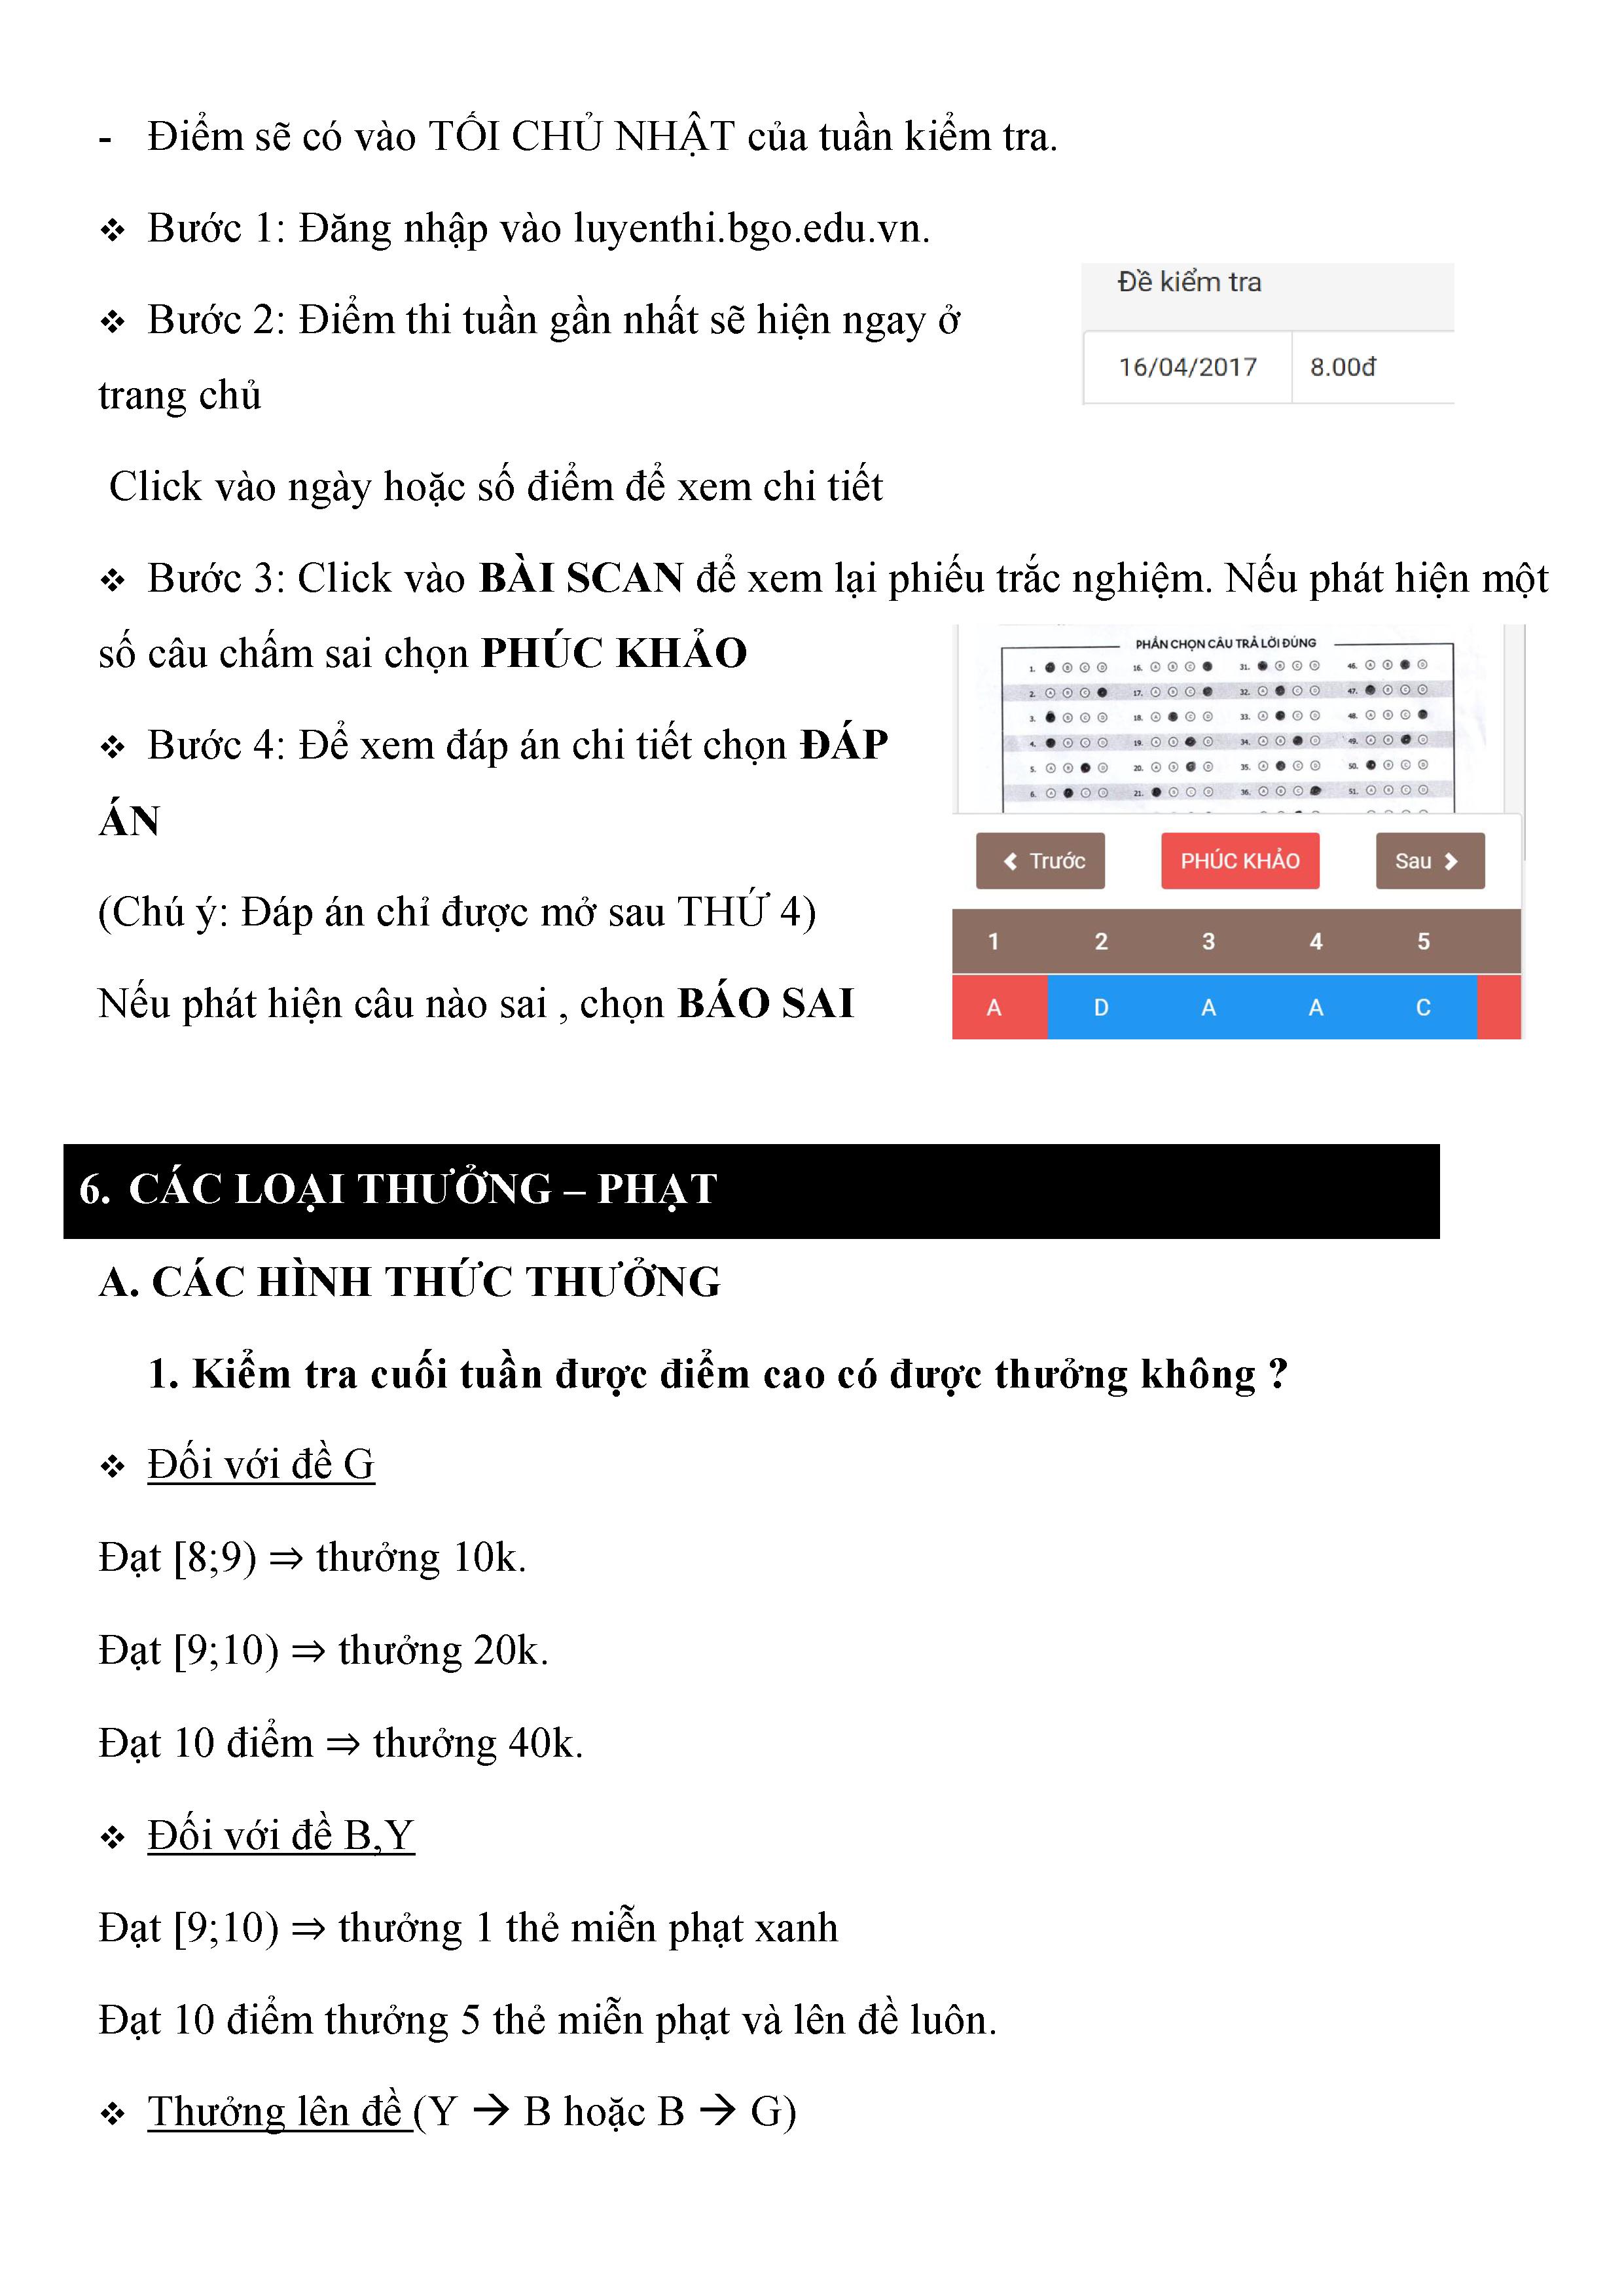 - Điểm sẽ có vào TỐI CHỦ NHẬT của tuần kiểm tra.
❖ Bước 1: Đăng nhập vào luyenthi.bgo.edu.vn.
❖ Bước 2: Điểm thi tuần gần nhất sẽ hiện ngay ở
trang chủ
Đề kiểm tra
16/04/2017 8.00đ
Click vào ngày hoặc số điểm để xem chi tiết
❖ Bước 3: Click vào BÀI SCAN để xem lại phiếu trắc nghiệm. Nếu phát hiện một
số câu chấm sai chọn PHÚC KHẢO
❖ Bước 4: Để xem đáp án chi tiết chọn ĐÁP
ÁN
(Chú ý: Đáp án chỉ được mở sau THỨ 4)
Nếu phát hiện câu nào sai , chọn BÁO SAI
PHẦN CHỌN CÂU TRẢ LỜI ĐÚNG
1. 16. 31. 46.
2. 17. 32. 47.
3. 18. 33. 48.
4. 19. 34. 49.
5. 20. 35. 50.
6. 21. 36. 51.
Trước PHÚC KHẢO Sau
1 2 3 4 5
A D A A C
6. CÁC LOẠI THƯỞNG – PHẠT
A. CÁC HÌNH THỨC THƯỞNG
1. Kiểm tra cuối tuần được điểm cao có được thưởng không ?
❖ Đối với đề G
Đạt [8;9) ⇒ thưởng 10k.
Đạt [9;10) ⇒ thưởng 20k.
Đạt 10 điểm ⇒ thưởng 40k.
❖ Đối với đề B,Y
Đạt [9;10) ⇒ thưởng 1 thẻ miễn phạt xanh
Đạt 10 điểm thưởng 5 thẻ miễn phạt và lên đề luôn.
❖ Thưởng lên đề (Y → B hoặc B → G)